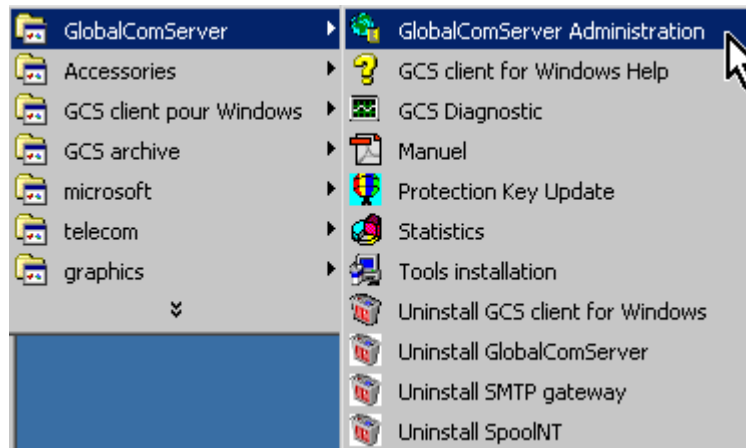 GlobalComServer
Accessories
GCS client pour Windows
GCS archive
microsoft
telecom
graphics
GlobalComServer Administration
GCS client for Windows Help
GCS Diagnostic
Manuel
Protection Key Update
Statistics
Tools installation
Uninstall GCS client for Windows
Uninstall GlobalComServer
Uninstall SMTP gateway
Uninstall SpoolNT